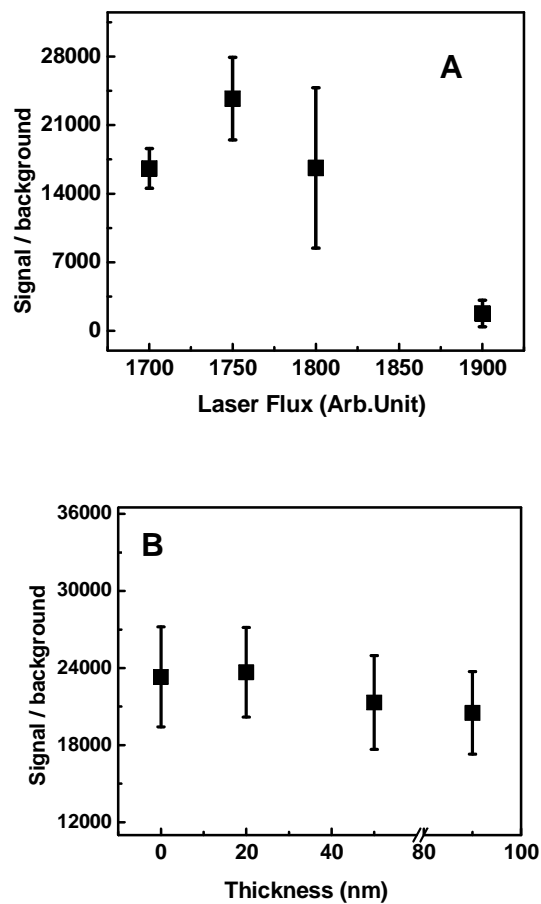 A
28000
21000
14000
7000
0
Signal / background
1700 1750 1800 1850 1900
Laser Flux (Arb.Unit)
B
36000
30000
24000
18000
12000
Signal / background
0 20 40 80 100
Thickness (nm)